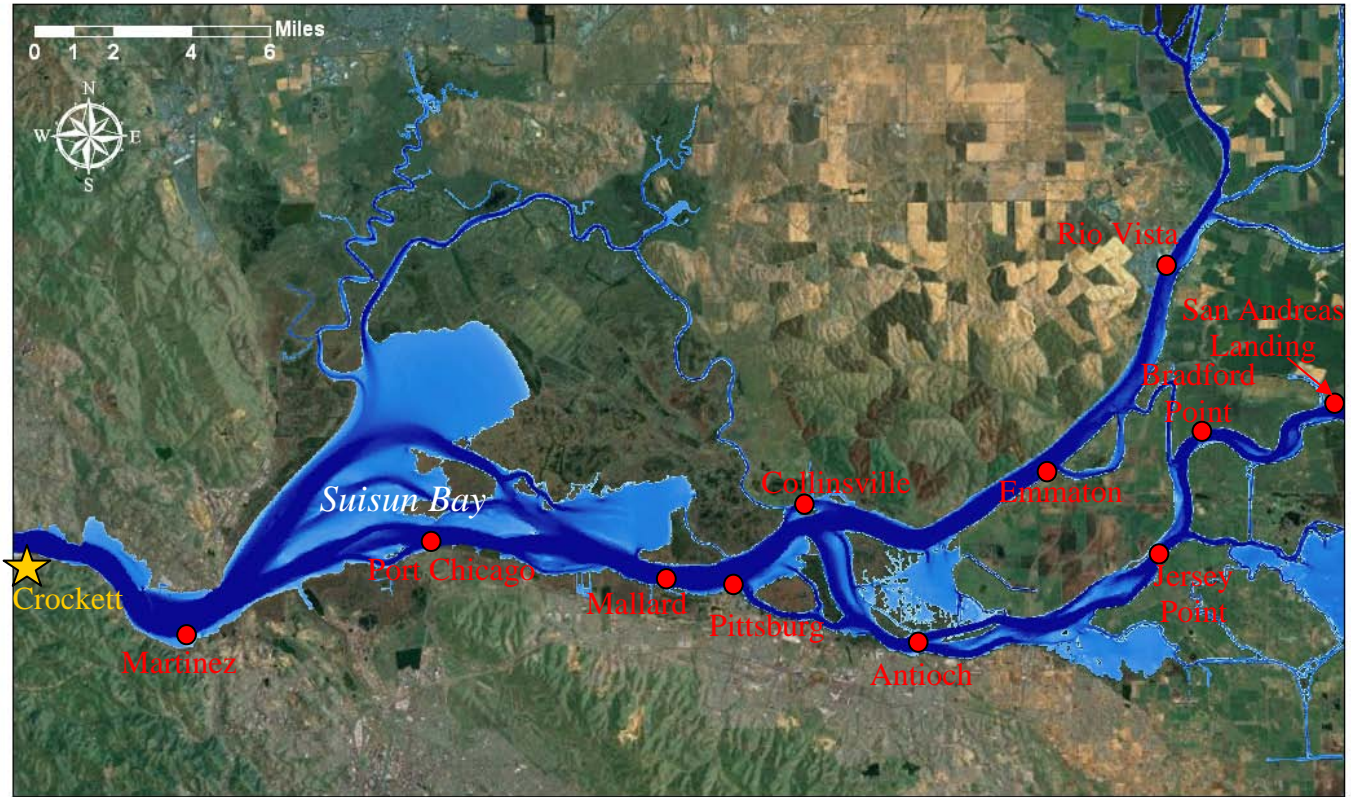 Miles
0 1 2 4 6
N
W E
S
Rio Vista
San Andreas
Landing
Bradford
Point
Collinsville
Emmaton
Suisun Bay
Port Chicago
Jersey
Point
Crockett
Mallard
Pittsburg
Martinez
Antioch